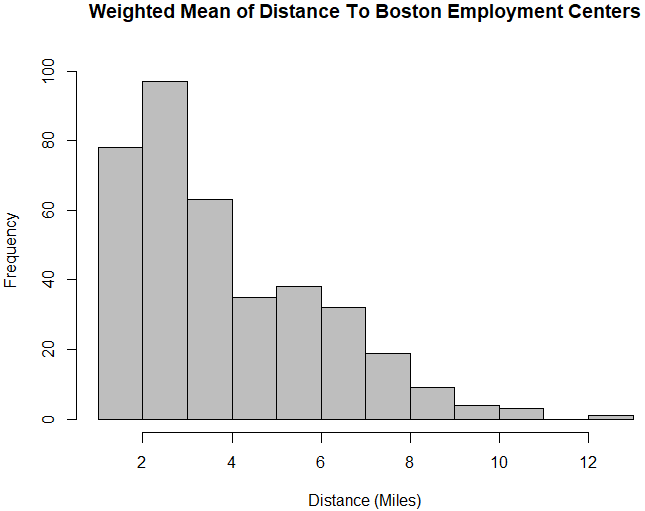 Weighted Mean of Distance To Boston Employment Centers
Frequency
100
80
60
40
20
0
2 4 6 8 10 12
Distance (Miles)